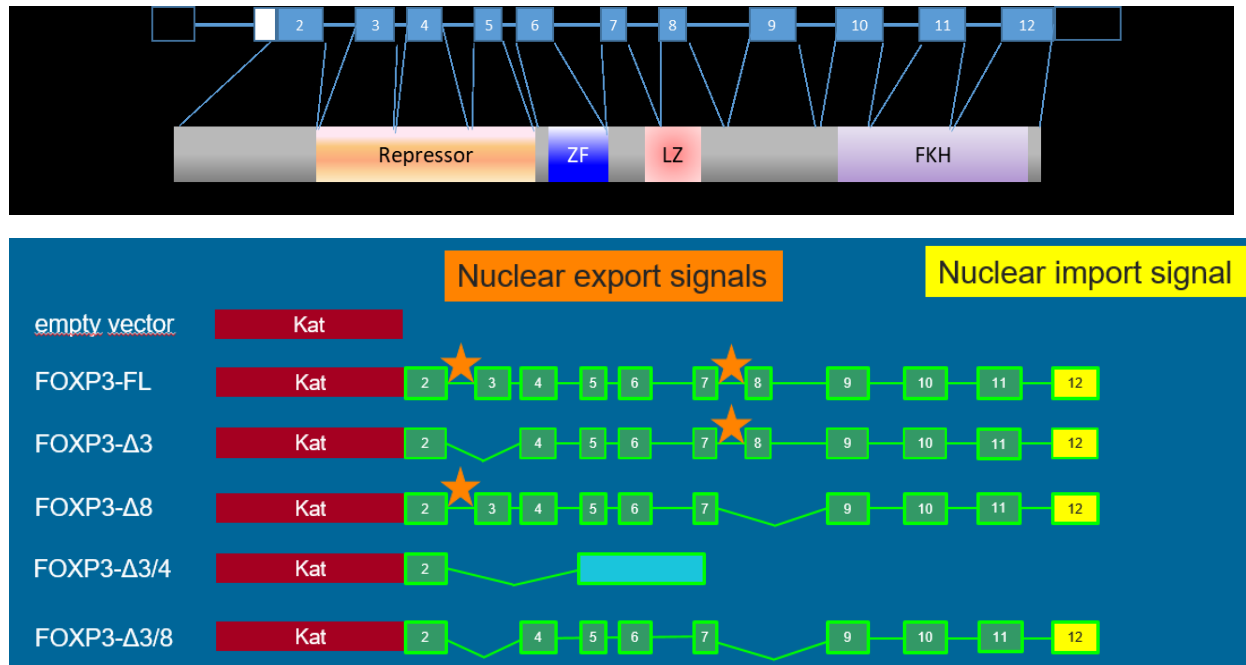 2 3 4 5 6 7 8 9 10 11 12
Repressor ZF LZ FKH
Nuclear export signals Nuclear import signal
empty vector Kat
FOXP3-FL Kat 2 3 4 5 6 7 8 9 10 11 12
FOXP3-Δ3 Kat 2 4 5 6 7 8 9 10 11 12
FOXP3-Δ8 Kat 2 3 4 5 6 7 9 10 11 12
FOXP3-Δ3/4 Kat 2
FOXP3-Δ3/8 Kat 2 4 5 6 7 9 10 11 12